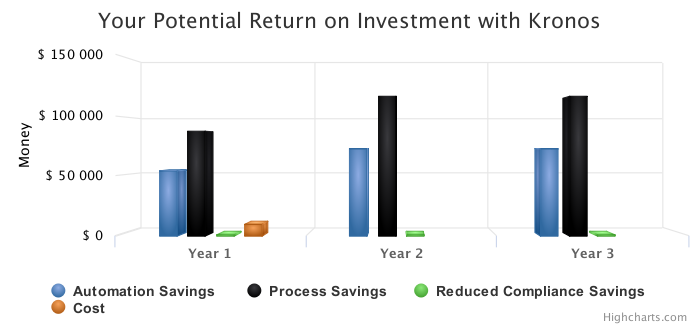 Your Potential Return on Investment with Kronos
$ 150 000
$ 100 000
$ 50 000
$ 0
Money
Year 1
Year 2
Year 3
Automation Savings
Process Savings
Reduced Compliance Savings
Cost
Highcharts.com